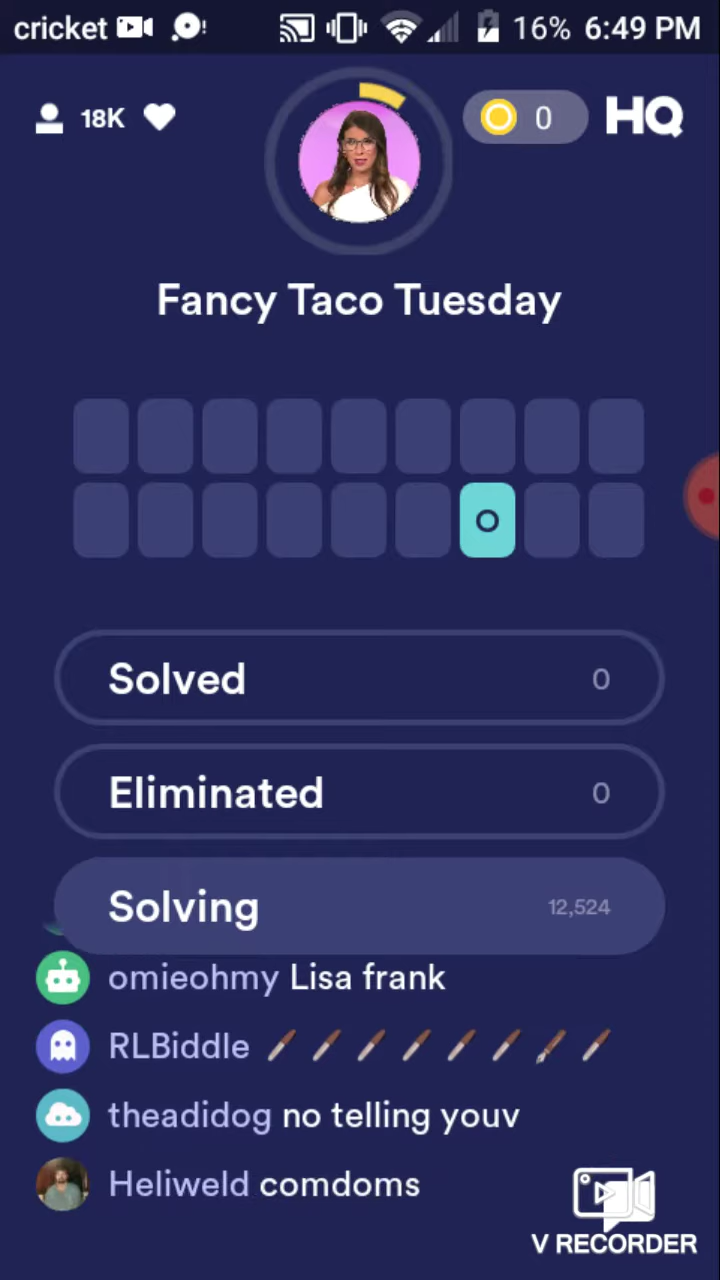 cricket 16% 6:49 PM
18K 0 HQ
Fancy Taco Tuesday
O
Solved 0
Eliminated 0
Solving 12,524
omieohmy Lisa frank
RLBiddle
theadidog no telling youv
Heliweld comdoms
V RECORDER